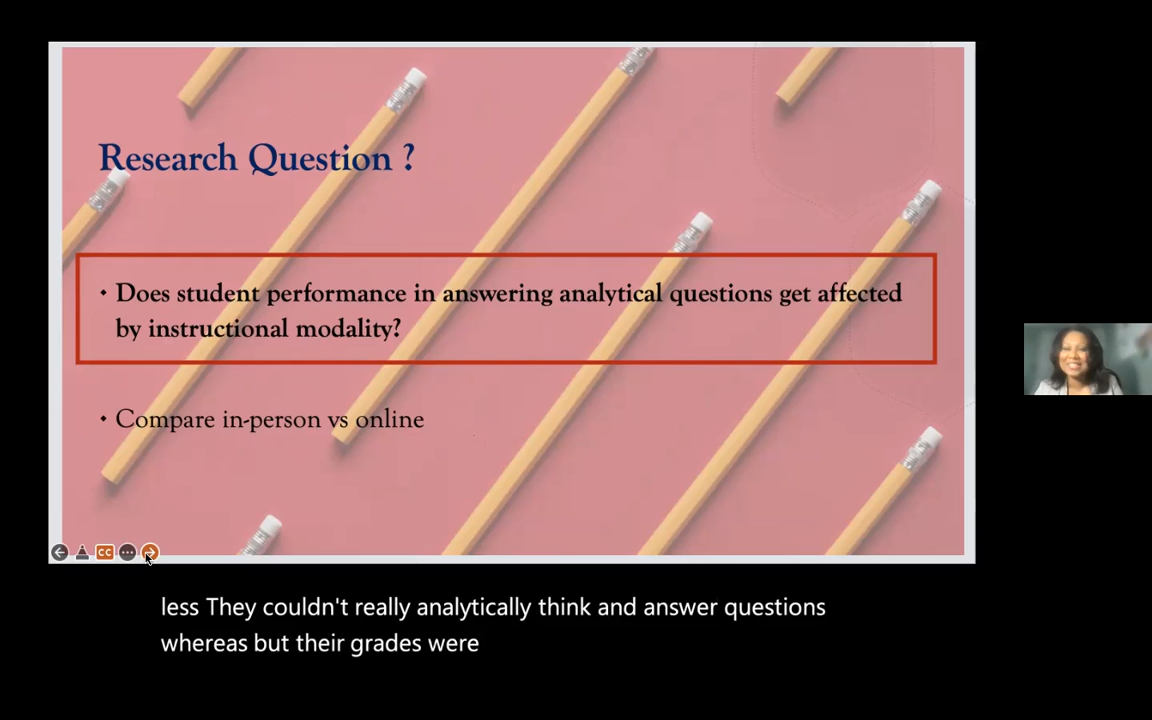 Research Question ?
• Does student performance in answering analytical questions get affected
by instructional modality?
• Compare in-person vs online
CC
less They couldn't really analytically think and answer questions
whereas but their grades were